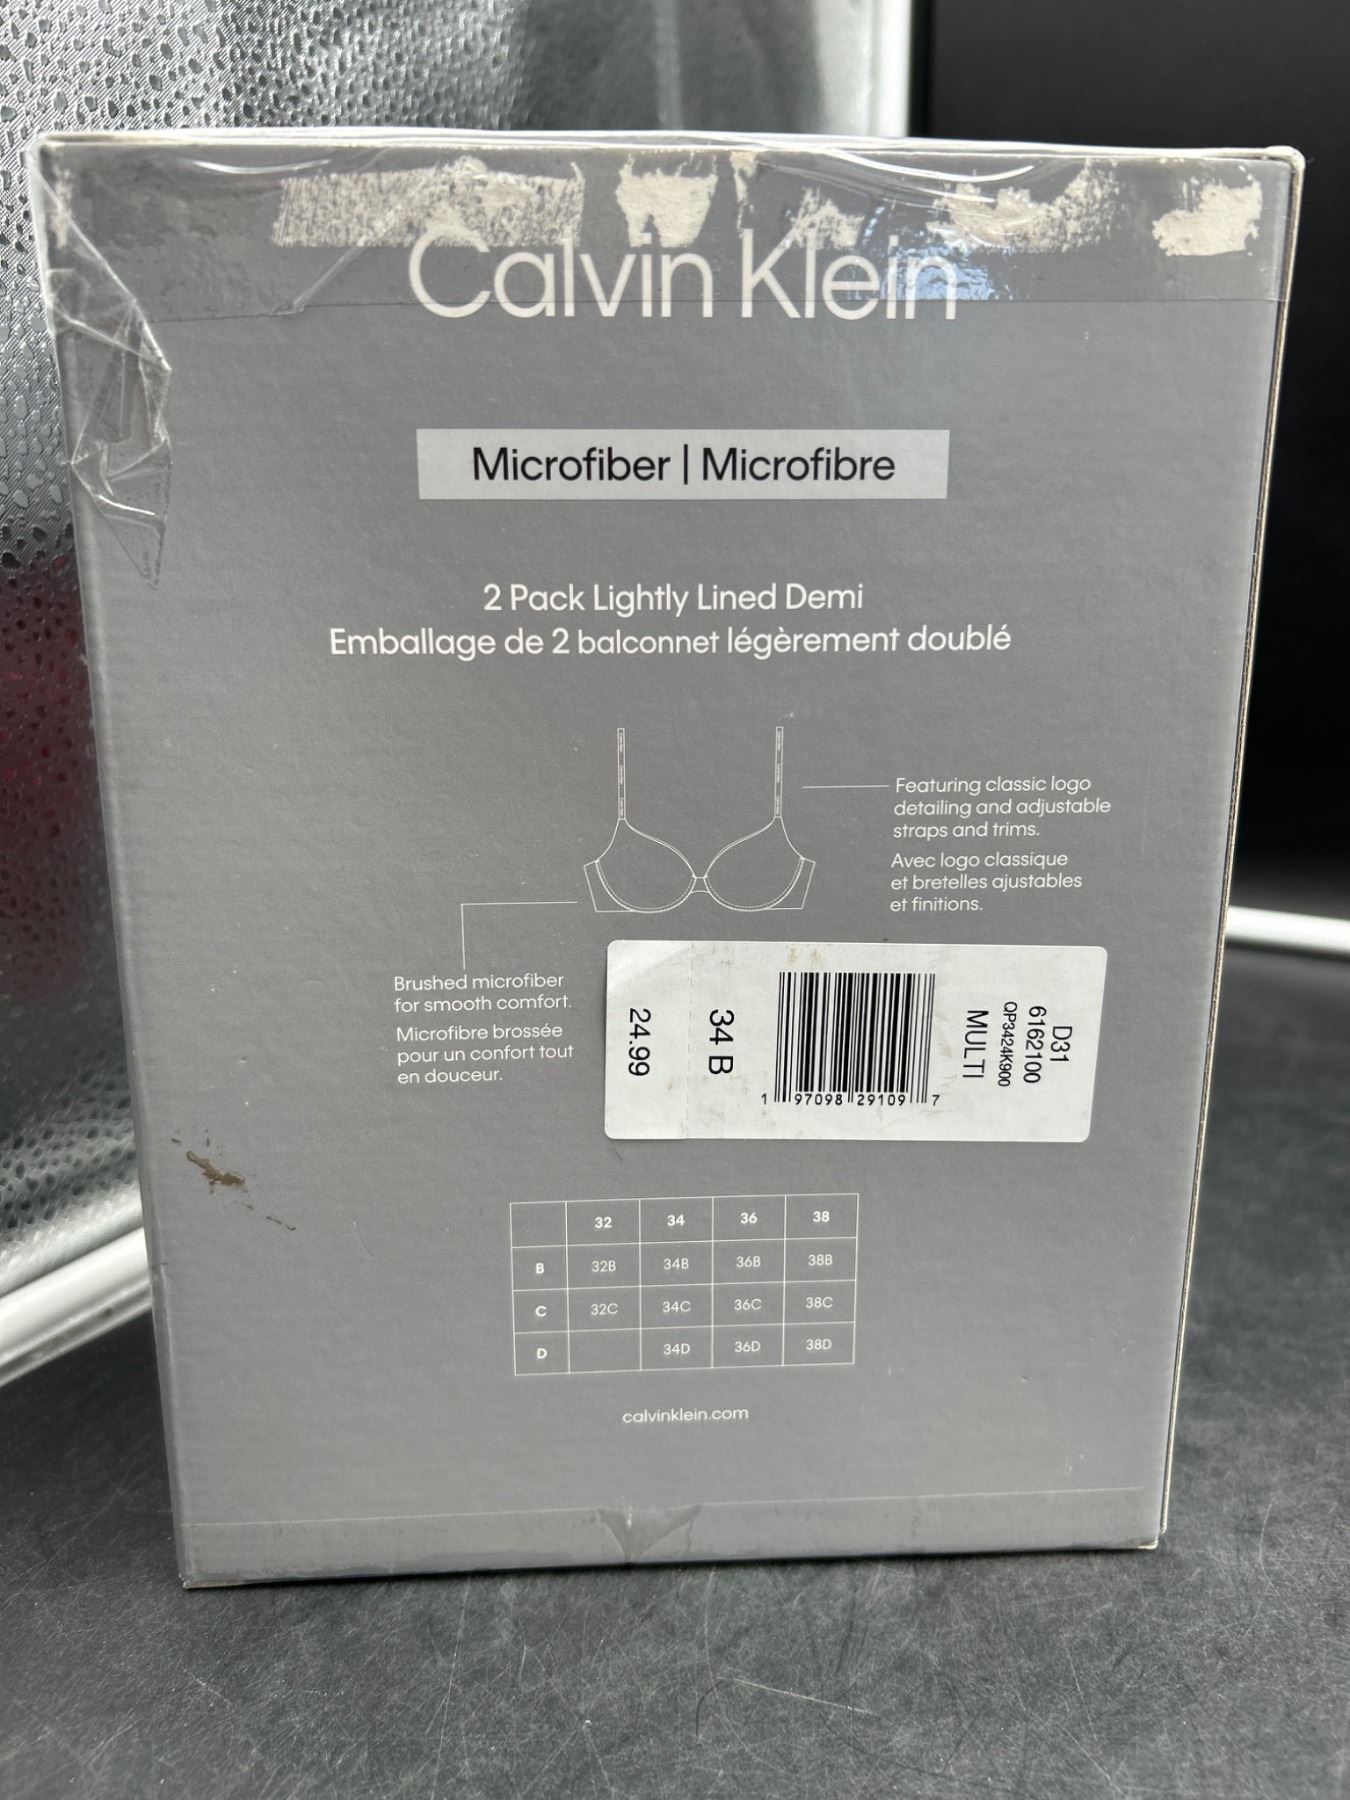 Calvin Klein
Microfiber | Microfibre
2 Pack Lightly Lined Demi
Emballage de 2 balconnet légèrement doublé
Featuring classic logo
detailing and adjustable
straps and trims.
Avec logo classique
et bretelles ajustables
et finitions.
Brushed microfiber
for smooth comfort.
Microfibre brossée
pour un confort tout
en douceur.
D31
6162100
QP3424K900
MULTI
1 97098 29109 7
34 B
24.99
32 34 36 38
B 32B 34B 36B 38B
C 32C 34C 36C 38C
D 34D 36D 38D
calvinklein.com